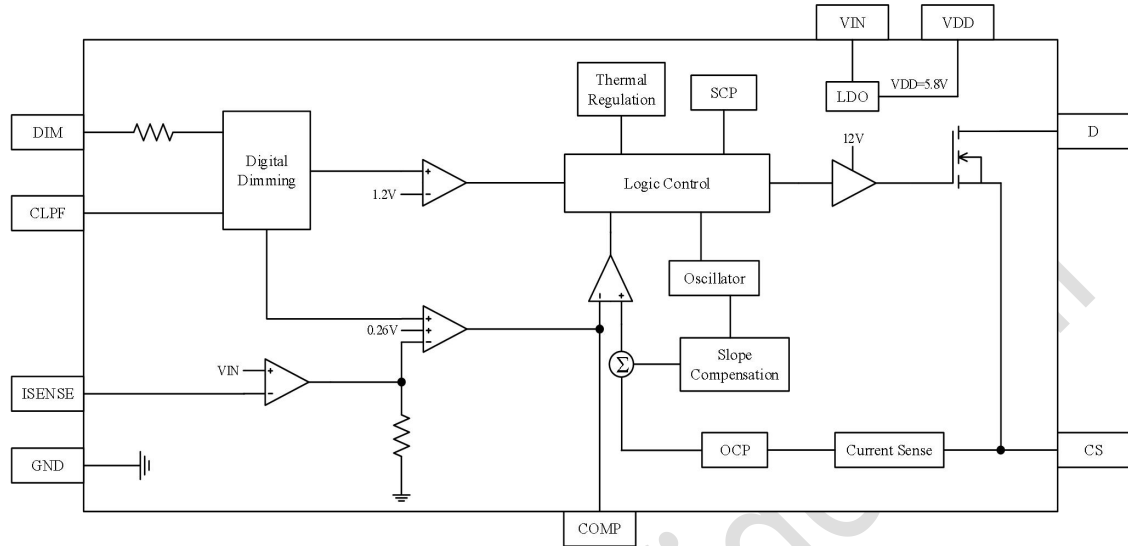 VIN
VDD
Thermal
Regulation
SCP
LDO
VDD=5.8V
DIM
D
Digital
Dimming
12V
+
-
1.2V
Logic Control
CLPF
Oscillator
- +
+
0.26V
+
-
Σ
Slope
Compensation
VIN
+
-
ISENSE
OCP
Current Sense
GND
CS
COMP